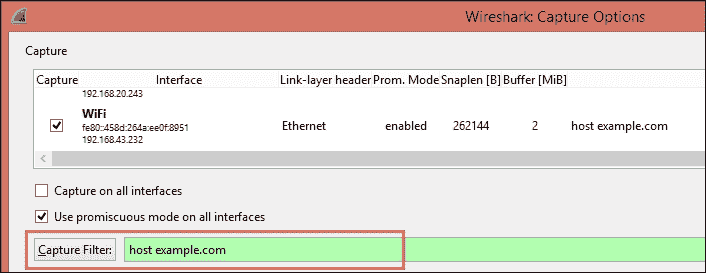 Wireshark: Capture Options
Capture
Capture Interface Link-layer header Prom. Mode Snaplen [B] Buffer [MiB]
192.168.20.243
WiFi
fe80::458d:264a:ee0f:8951
192.168.43.232
Ethernet enabled 262144 2 host example.com
Capture on all interfaces
Use promiscuous mode on all interfaces
Capture Filter: host example.com